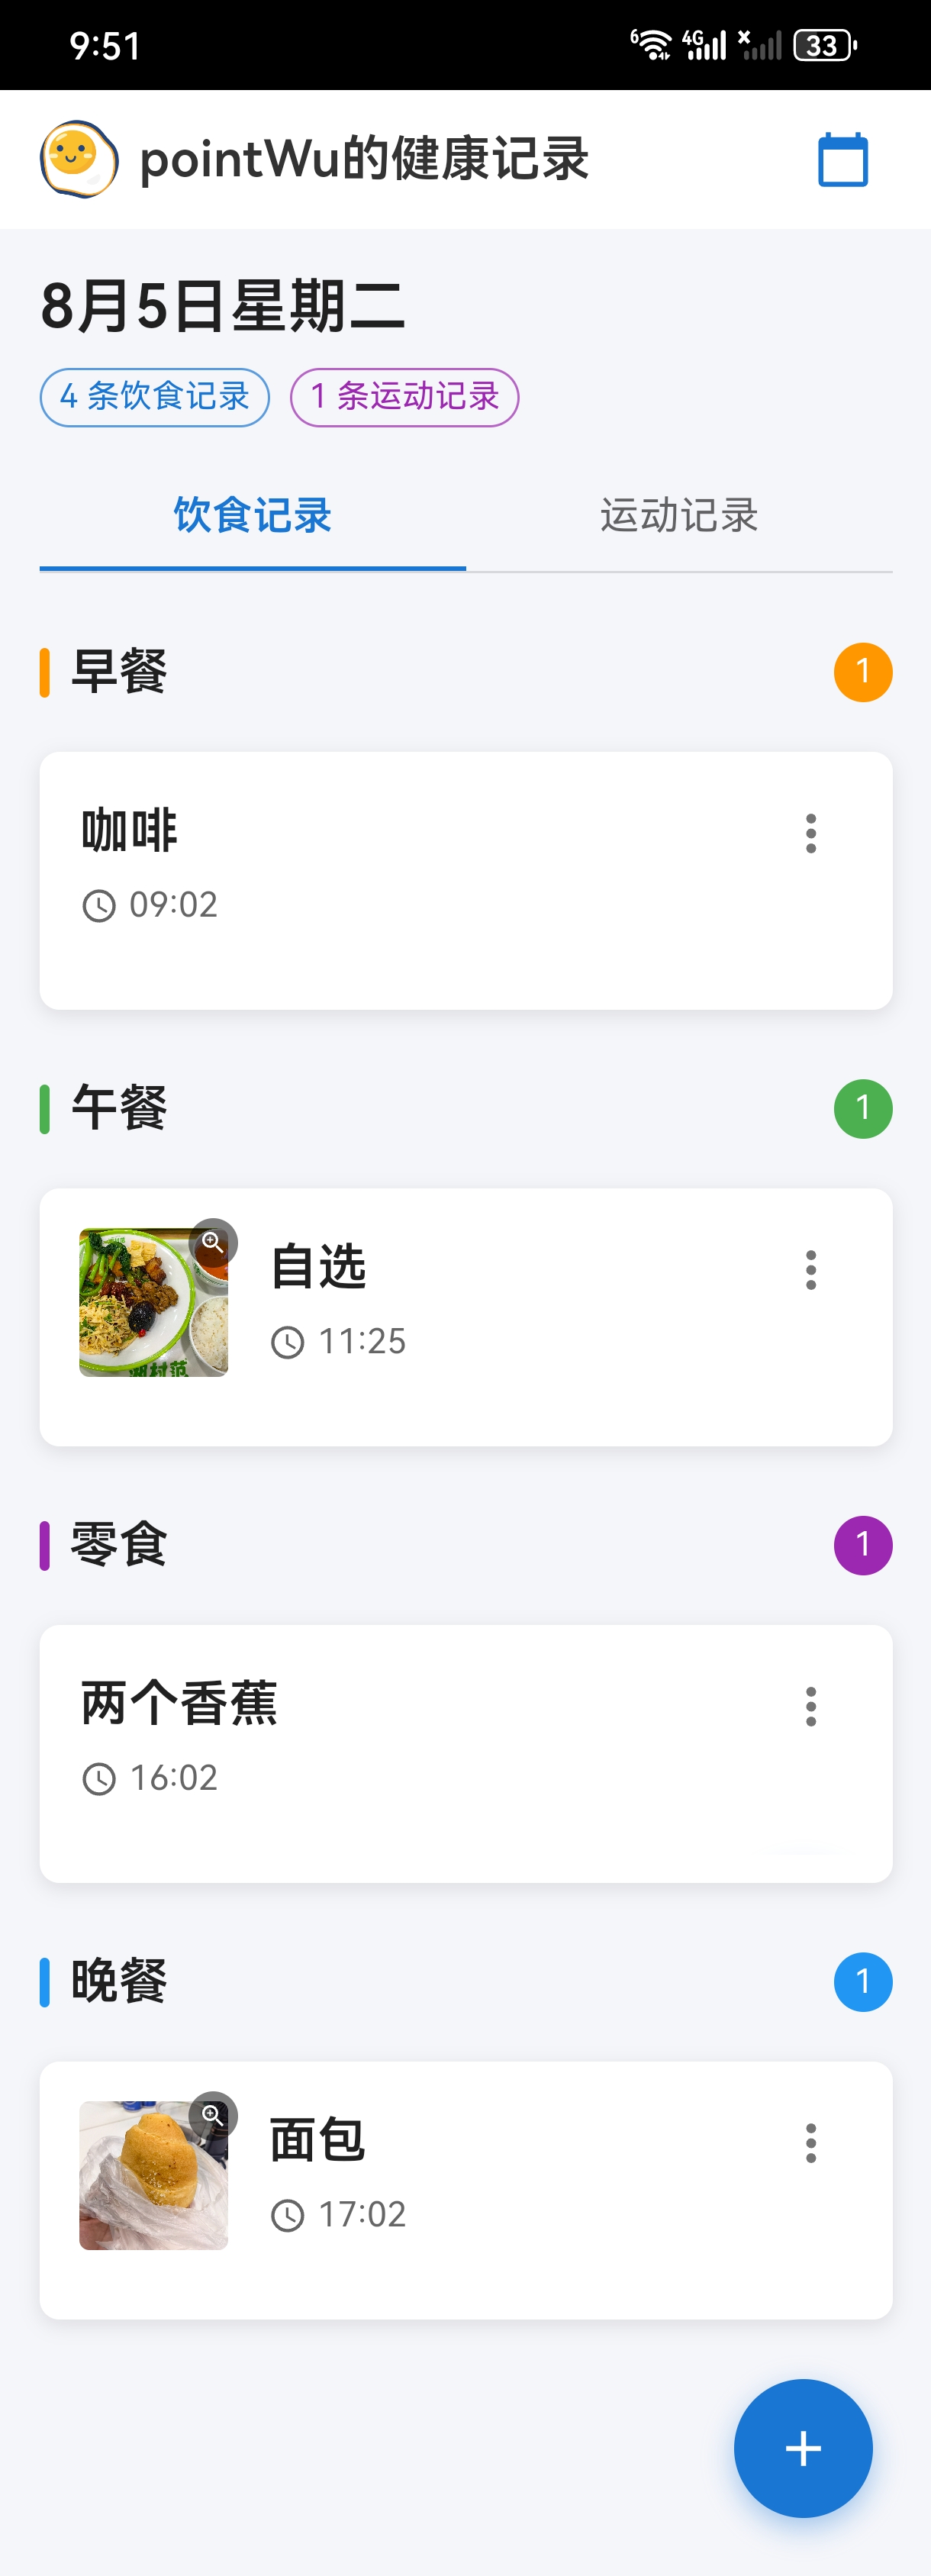 9:51
6
4G
33
pointWu的健康记录
8月5日星期二
4 条饮食记录
1 条运动记录
饮食记录
运动记录
早餐
1
咖啡
09:02
午餐
1
自选
11:25
零食
1
两个香蕉
16:02
晚餐
1
面包
17:02